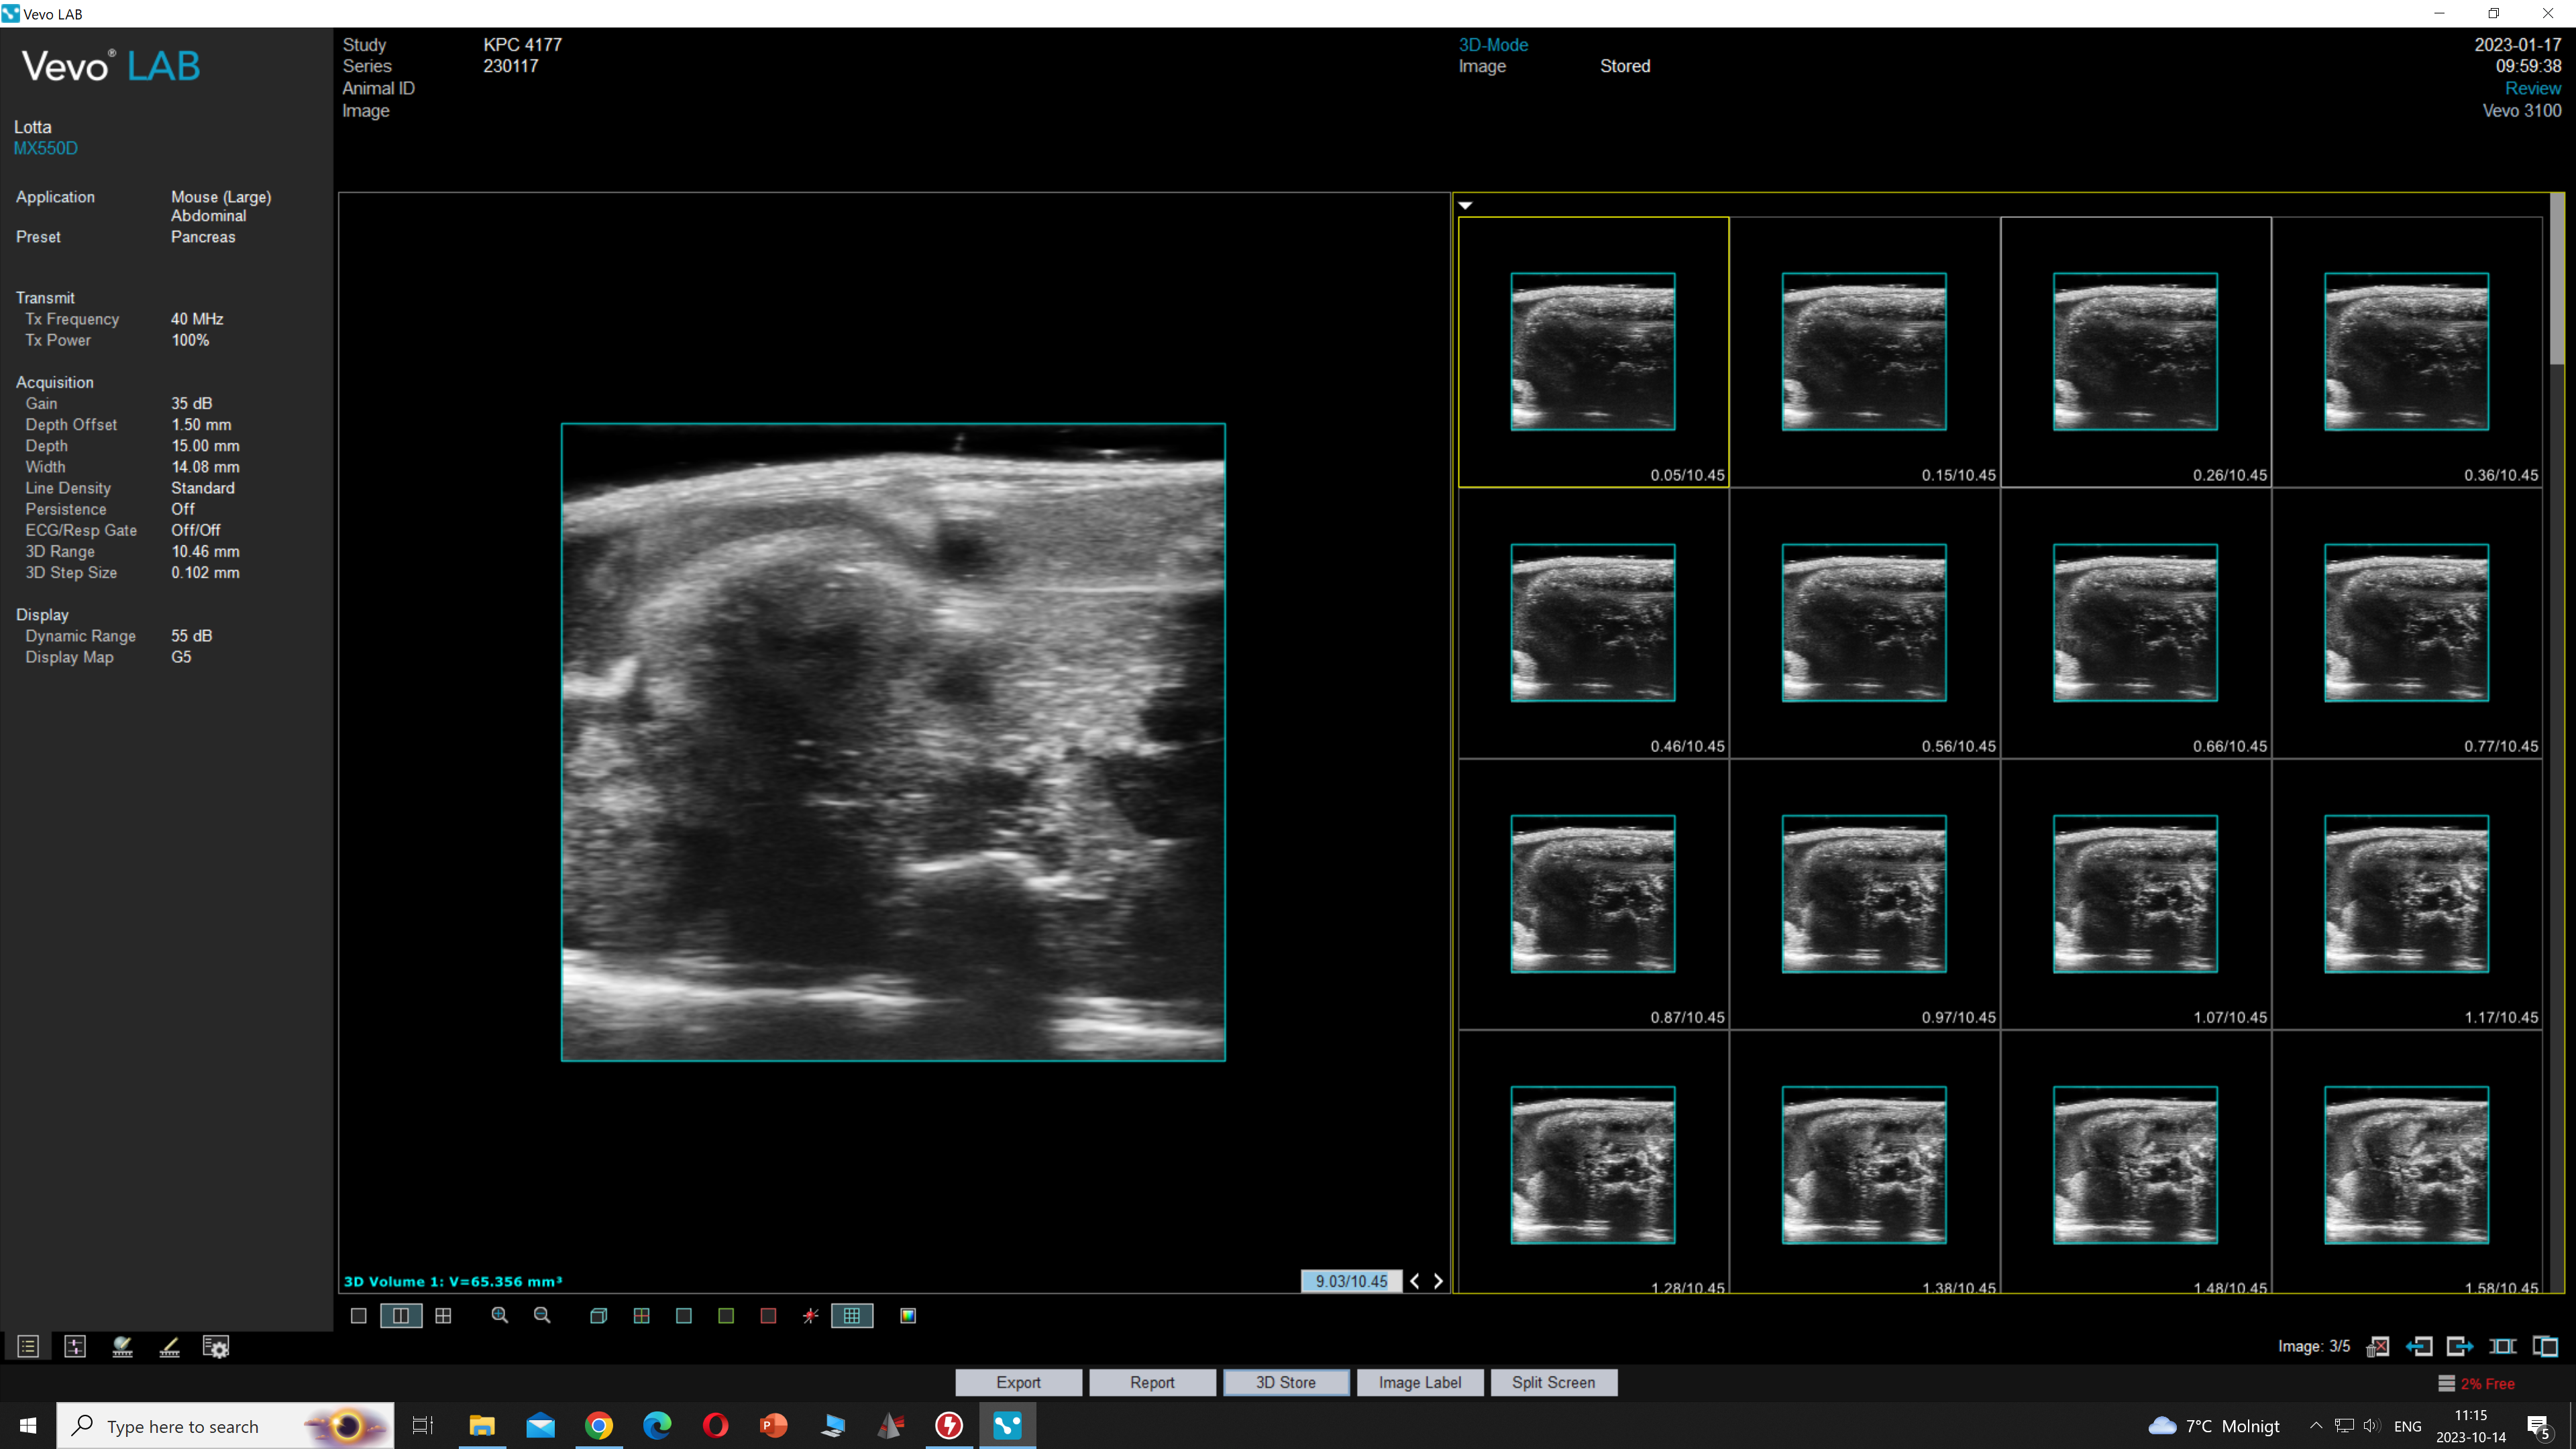 Vevo LAB
Vevo® LAB
Lotta
MX550D
Application Mouse (Large)
Abdominal
Preset Pancreas
Transmit
Tx Frequency 40 MHz
Tx Power 100%
Acquisition
Gain 35 dB
Depth Offset 1.50 mm
Depth 15.00 mm
Width 14.08 mm
Line Density Standard
Persistence Off
ECG/Resp Gate Off/Off
3D Range 10.46 mm
3D Step Size 0.102 mm
Display
Dynamic Range 55 dB
Display Map G5
Study KPC 4177
Series 230117
Animal ID
Image
3D-Mode
Image Stored
2023-01-17
09:59:38
Review
Vevo 3100
3D Volume 1: V=65.356 mm³
9.03/10.45
0.05/10.45 0.15/10.45 0.26/10.45 0.36/10.45
0.46/10.45 0.56/10.45 0.66/10.45 0.77/10.45
0.87/10.45 0.97/10.45 1.07/10.45 1.17/10.45
1.28/10.45 1.38/10.45 1.48/10.45 1.58/10.45
Image: 3/5
Export Report 3D Store Image Label Split Screen
2% Free
Type here to search
P
7°C Molnigt
ENG
11:15
2023-10-14
5